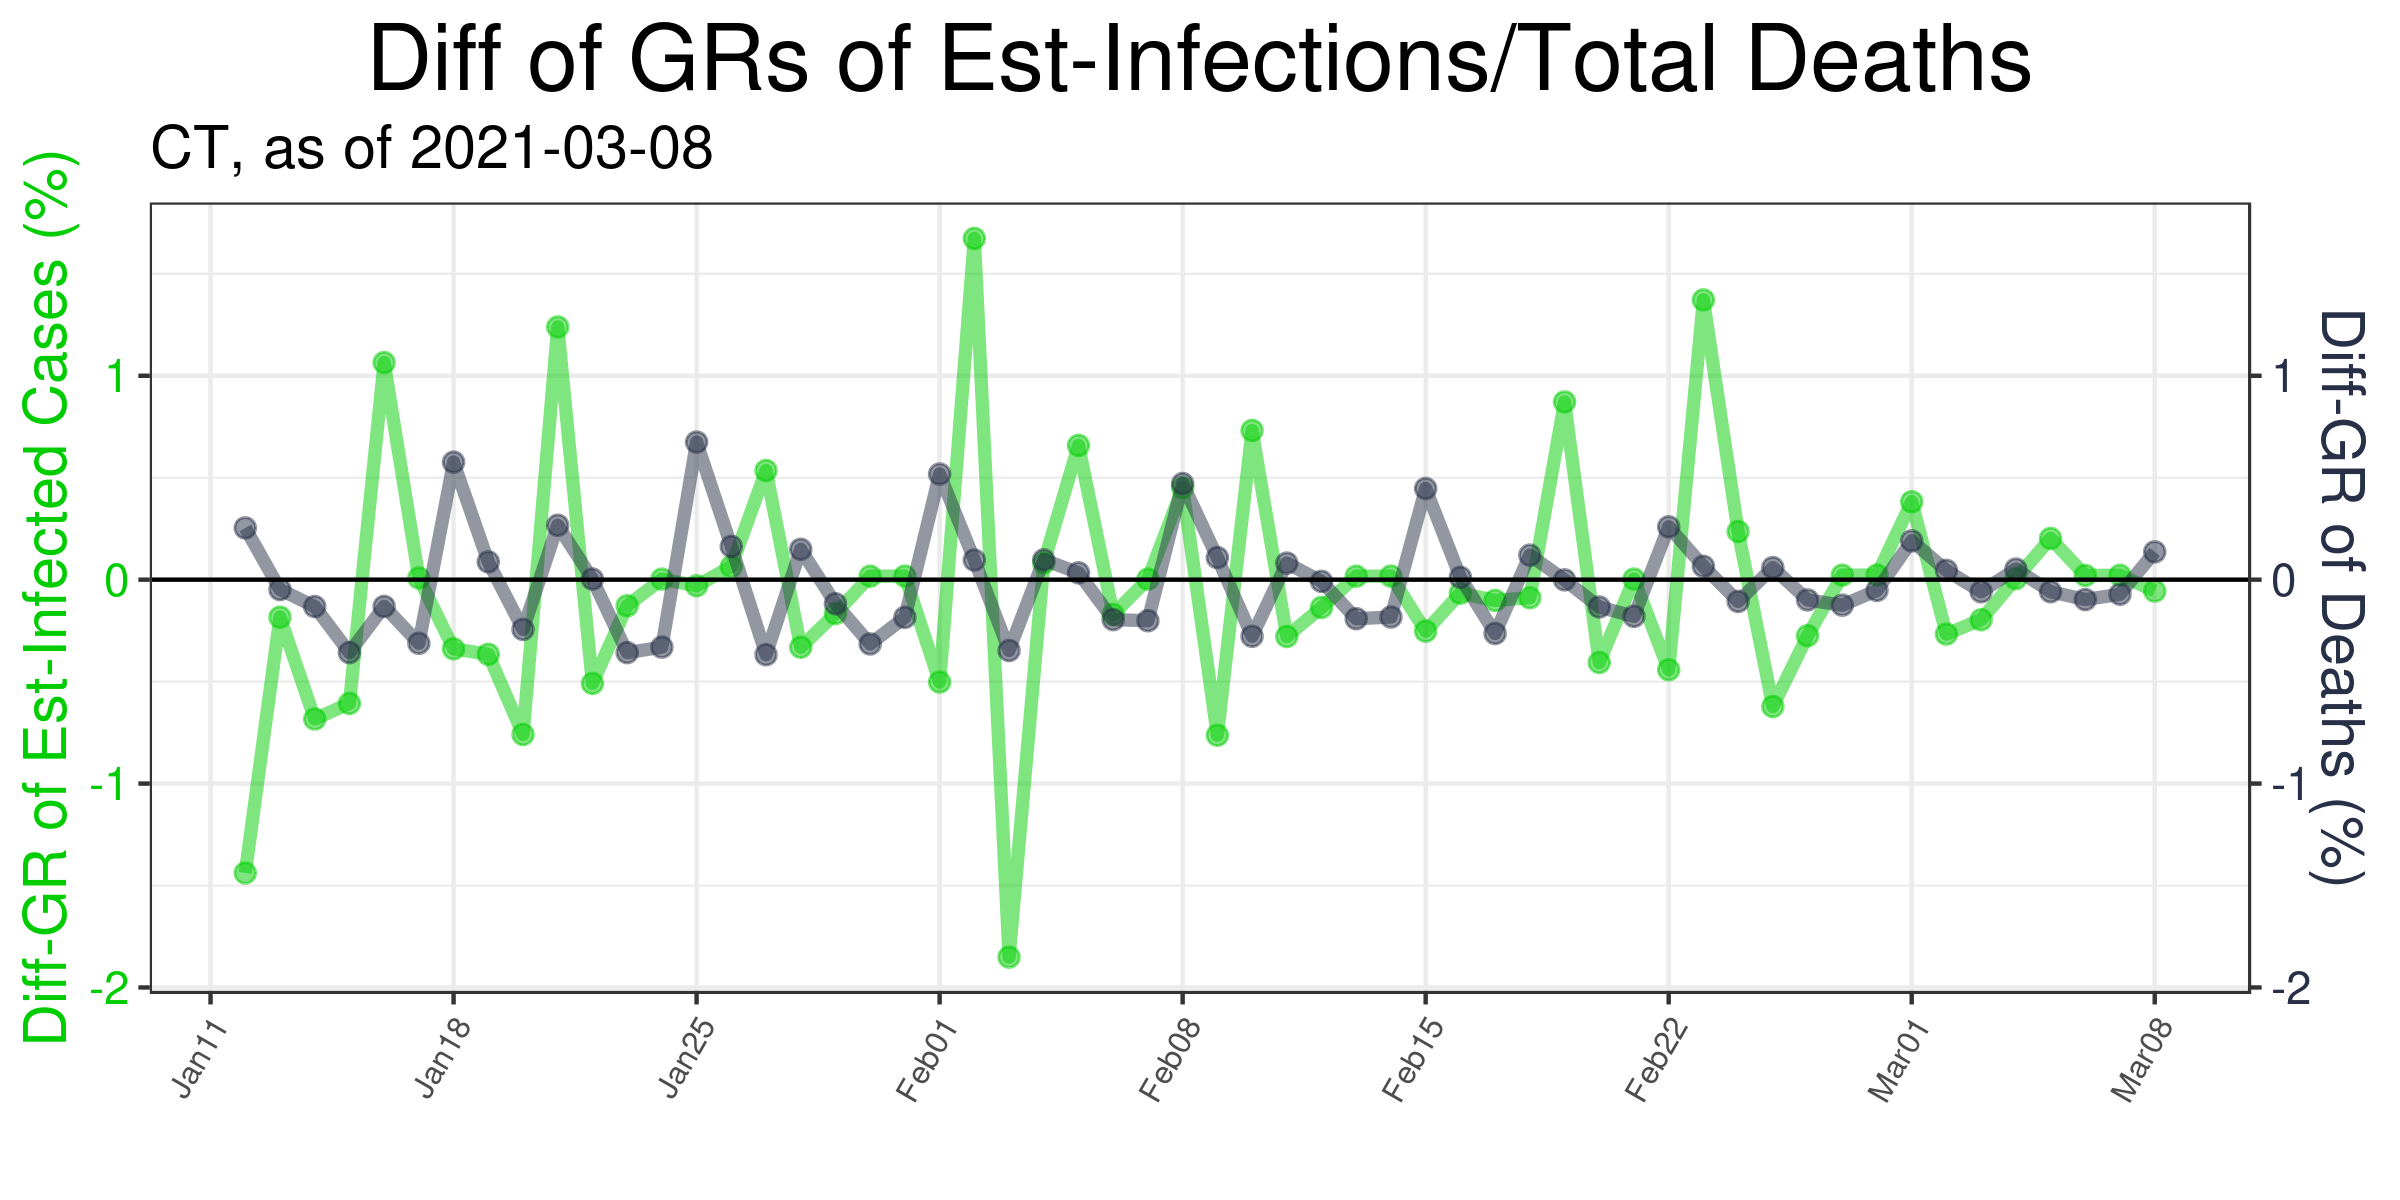 Diff of GRs of Est-Infections/Total Deaths
CT, as of 2021-03-08
Diff-GR of Est-Infected Cases (%)
1
0
-1
-2
1
0
-1
-2
Diff-GR of Deaths (%)
Jan11
Jan18
Jan25
Feb01
Feb08
Feb15
Feb22
Mar01
Mar08